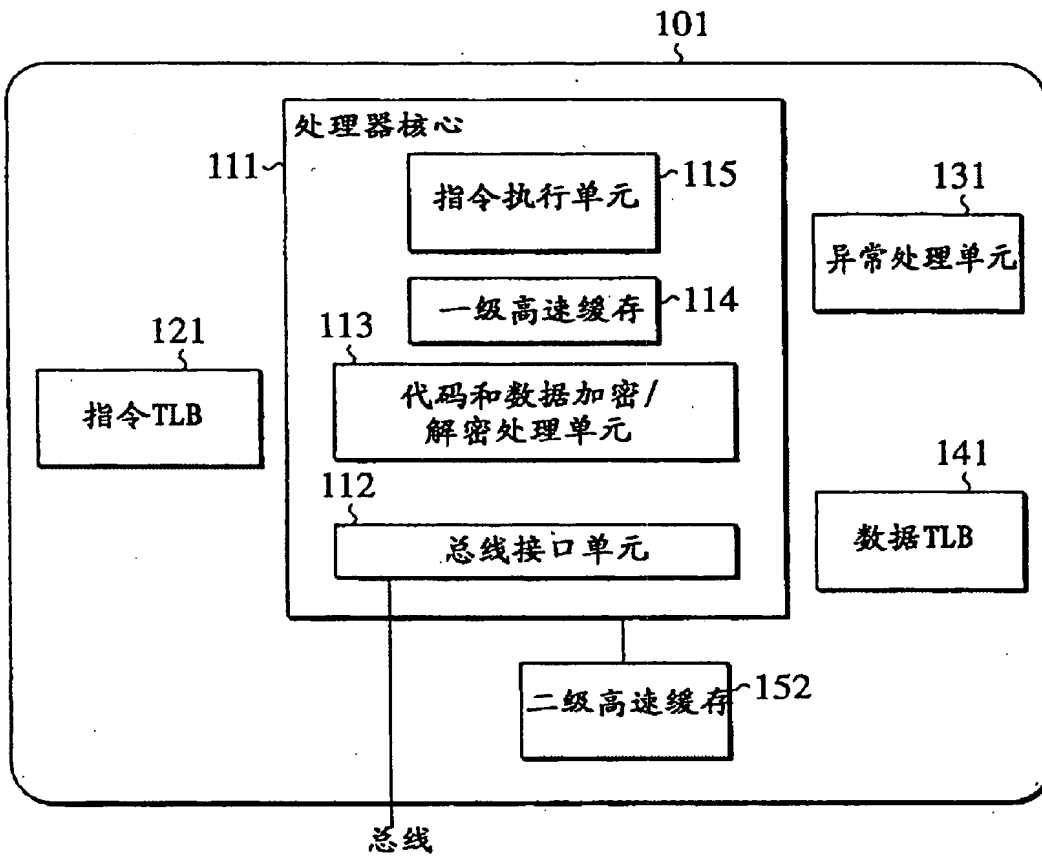 101
处理器核心
111
指令执行单元
115
131
异常处理单元
一级高速缓存
114
113
121
代码和数据加密/
解密处理单元
指令TLB
112
141
总线接口单元
数据TLB
二级高速缓存
152
总线